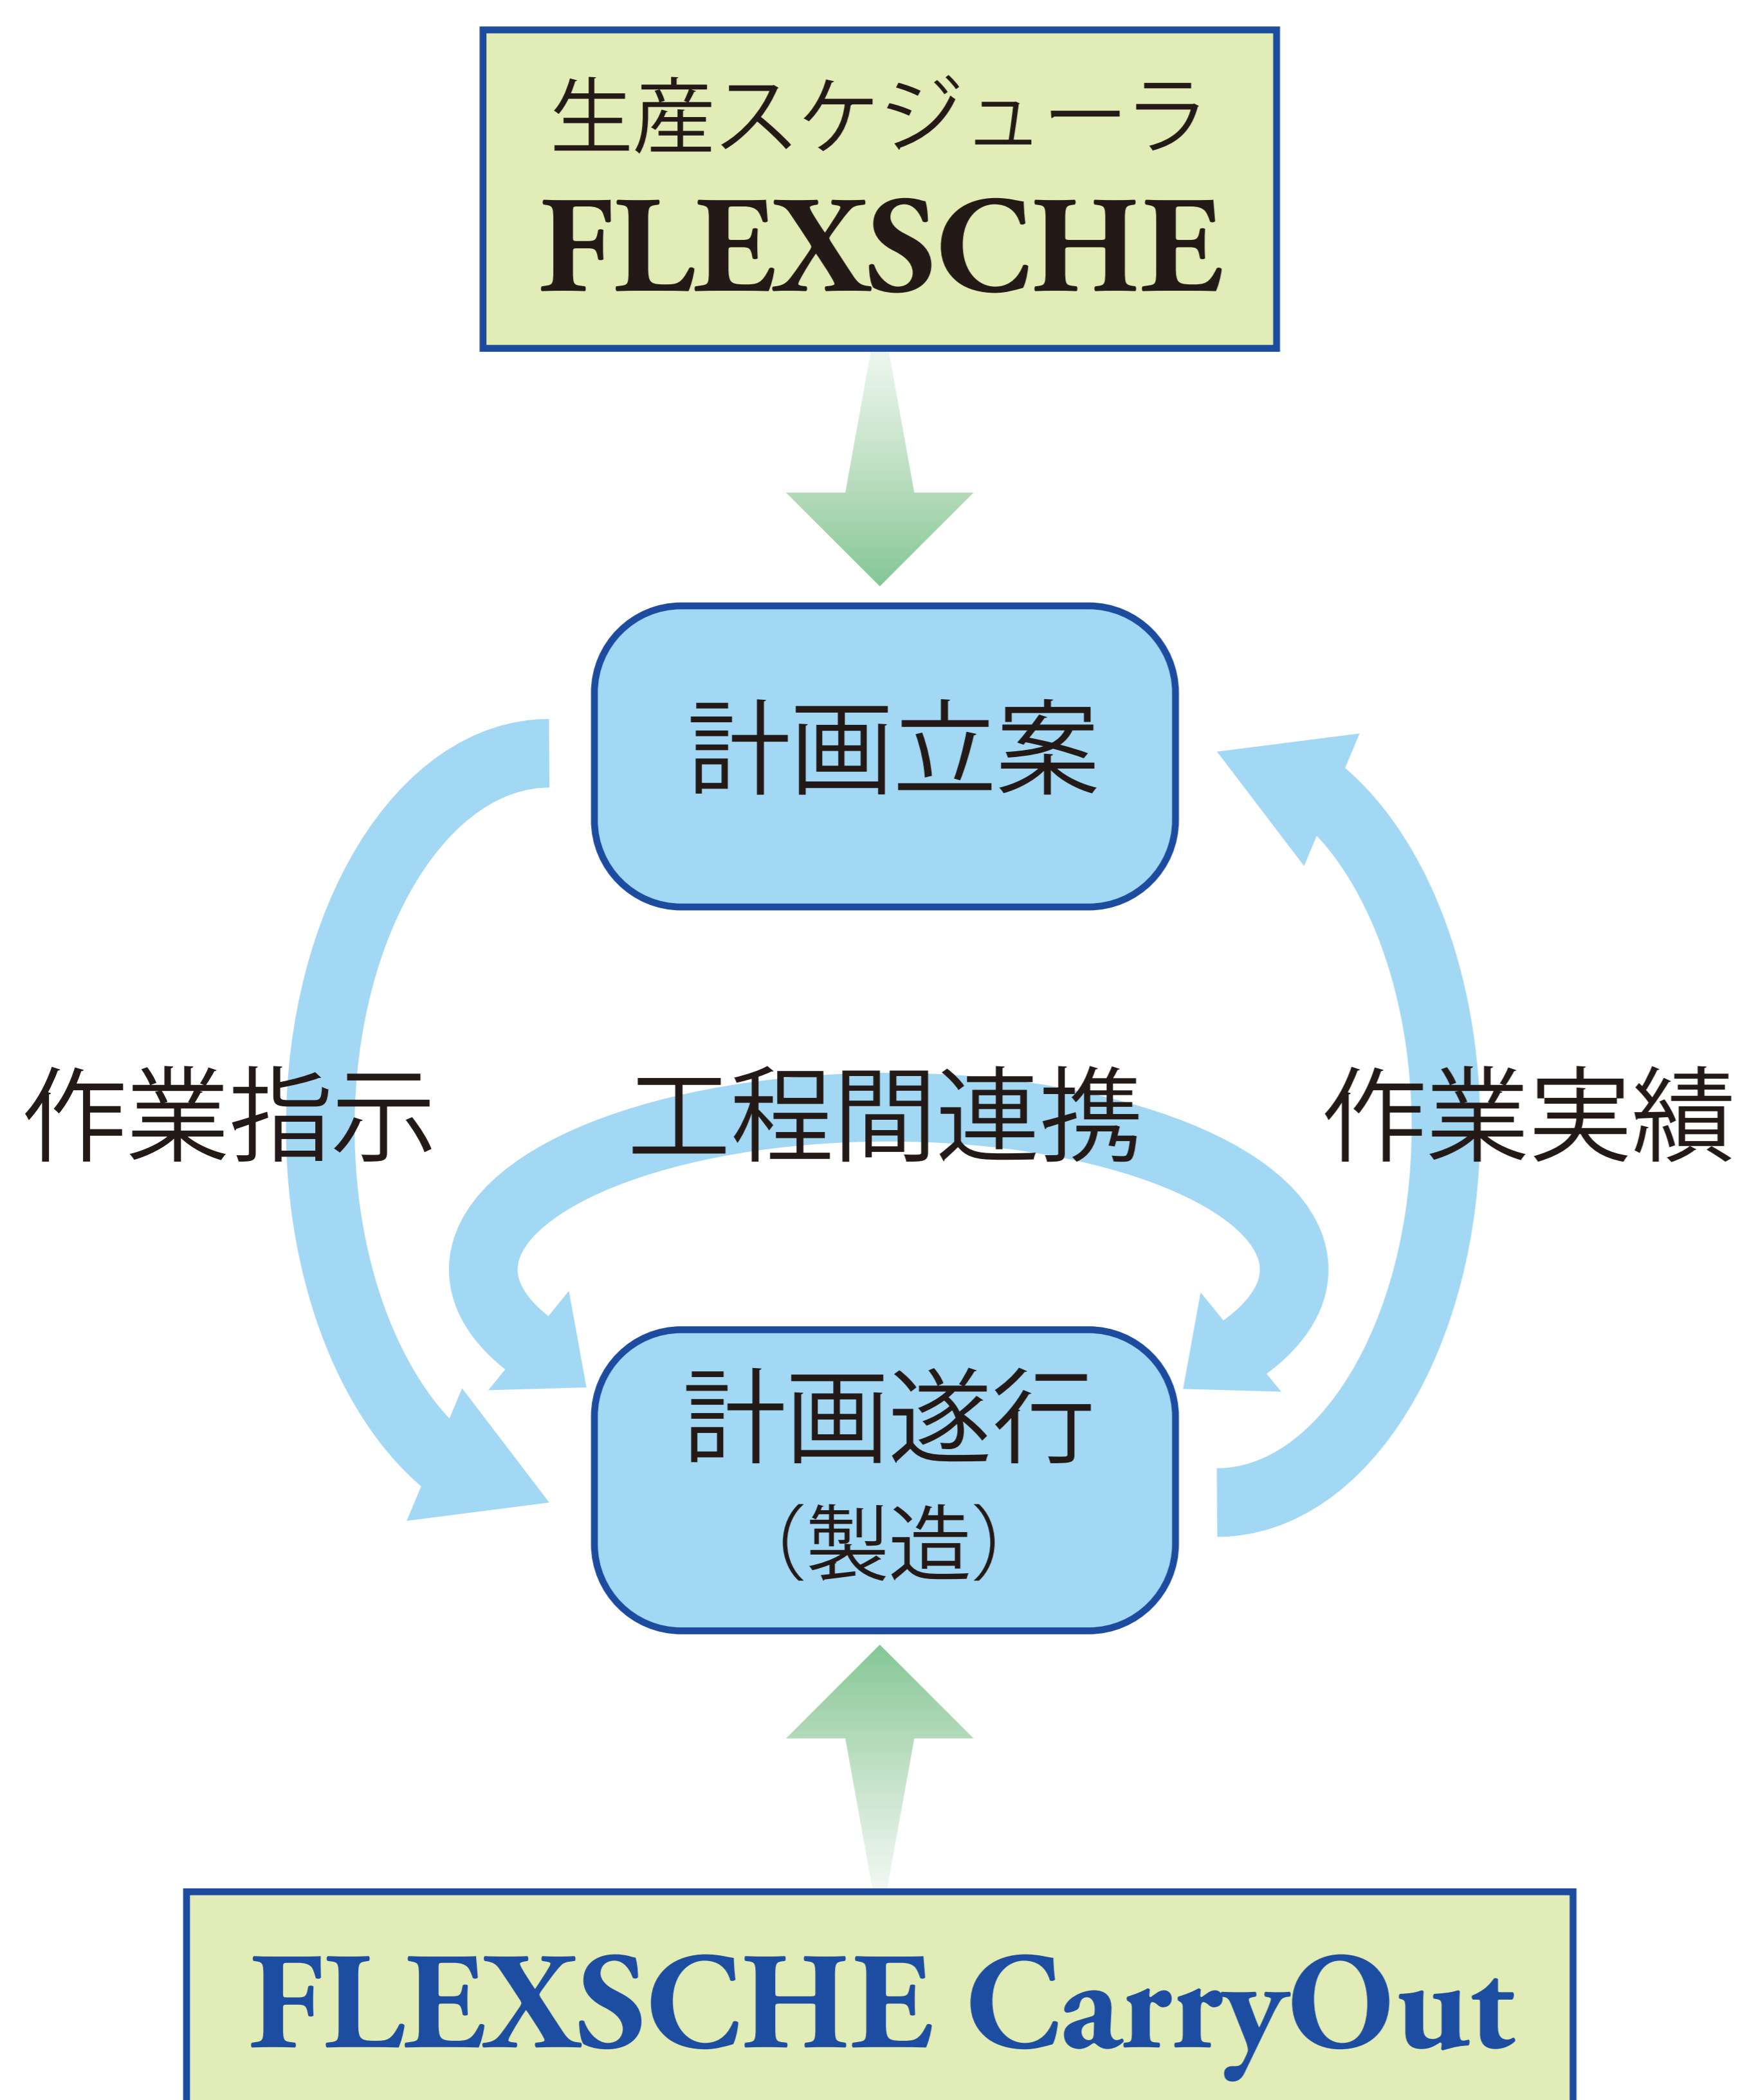 生産スケジューラ
FLEXSCHE
計画立案
作業指示
工程間連携
作業実績
計画遂行
（製造）
FLEXSCHE CarryOut